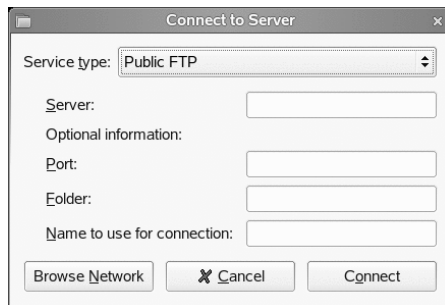 Connect to Server
Service type: Public FTP
Server:
Optional information:
Port:
Folder:
Name to use for connection:
Browse Network Cancel Connect